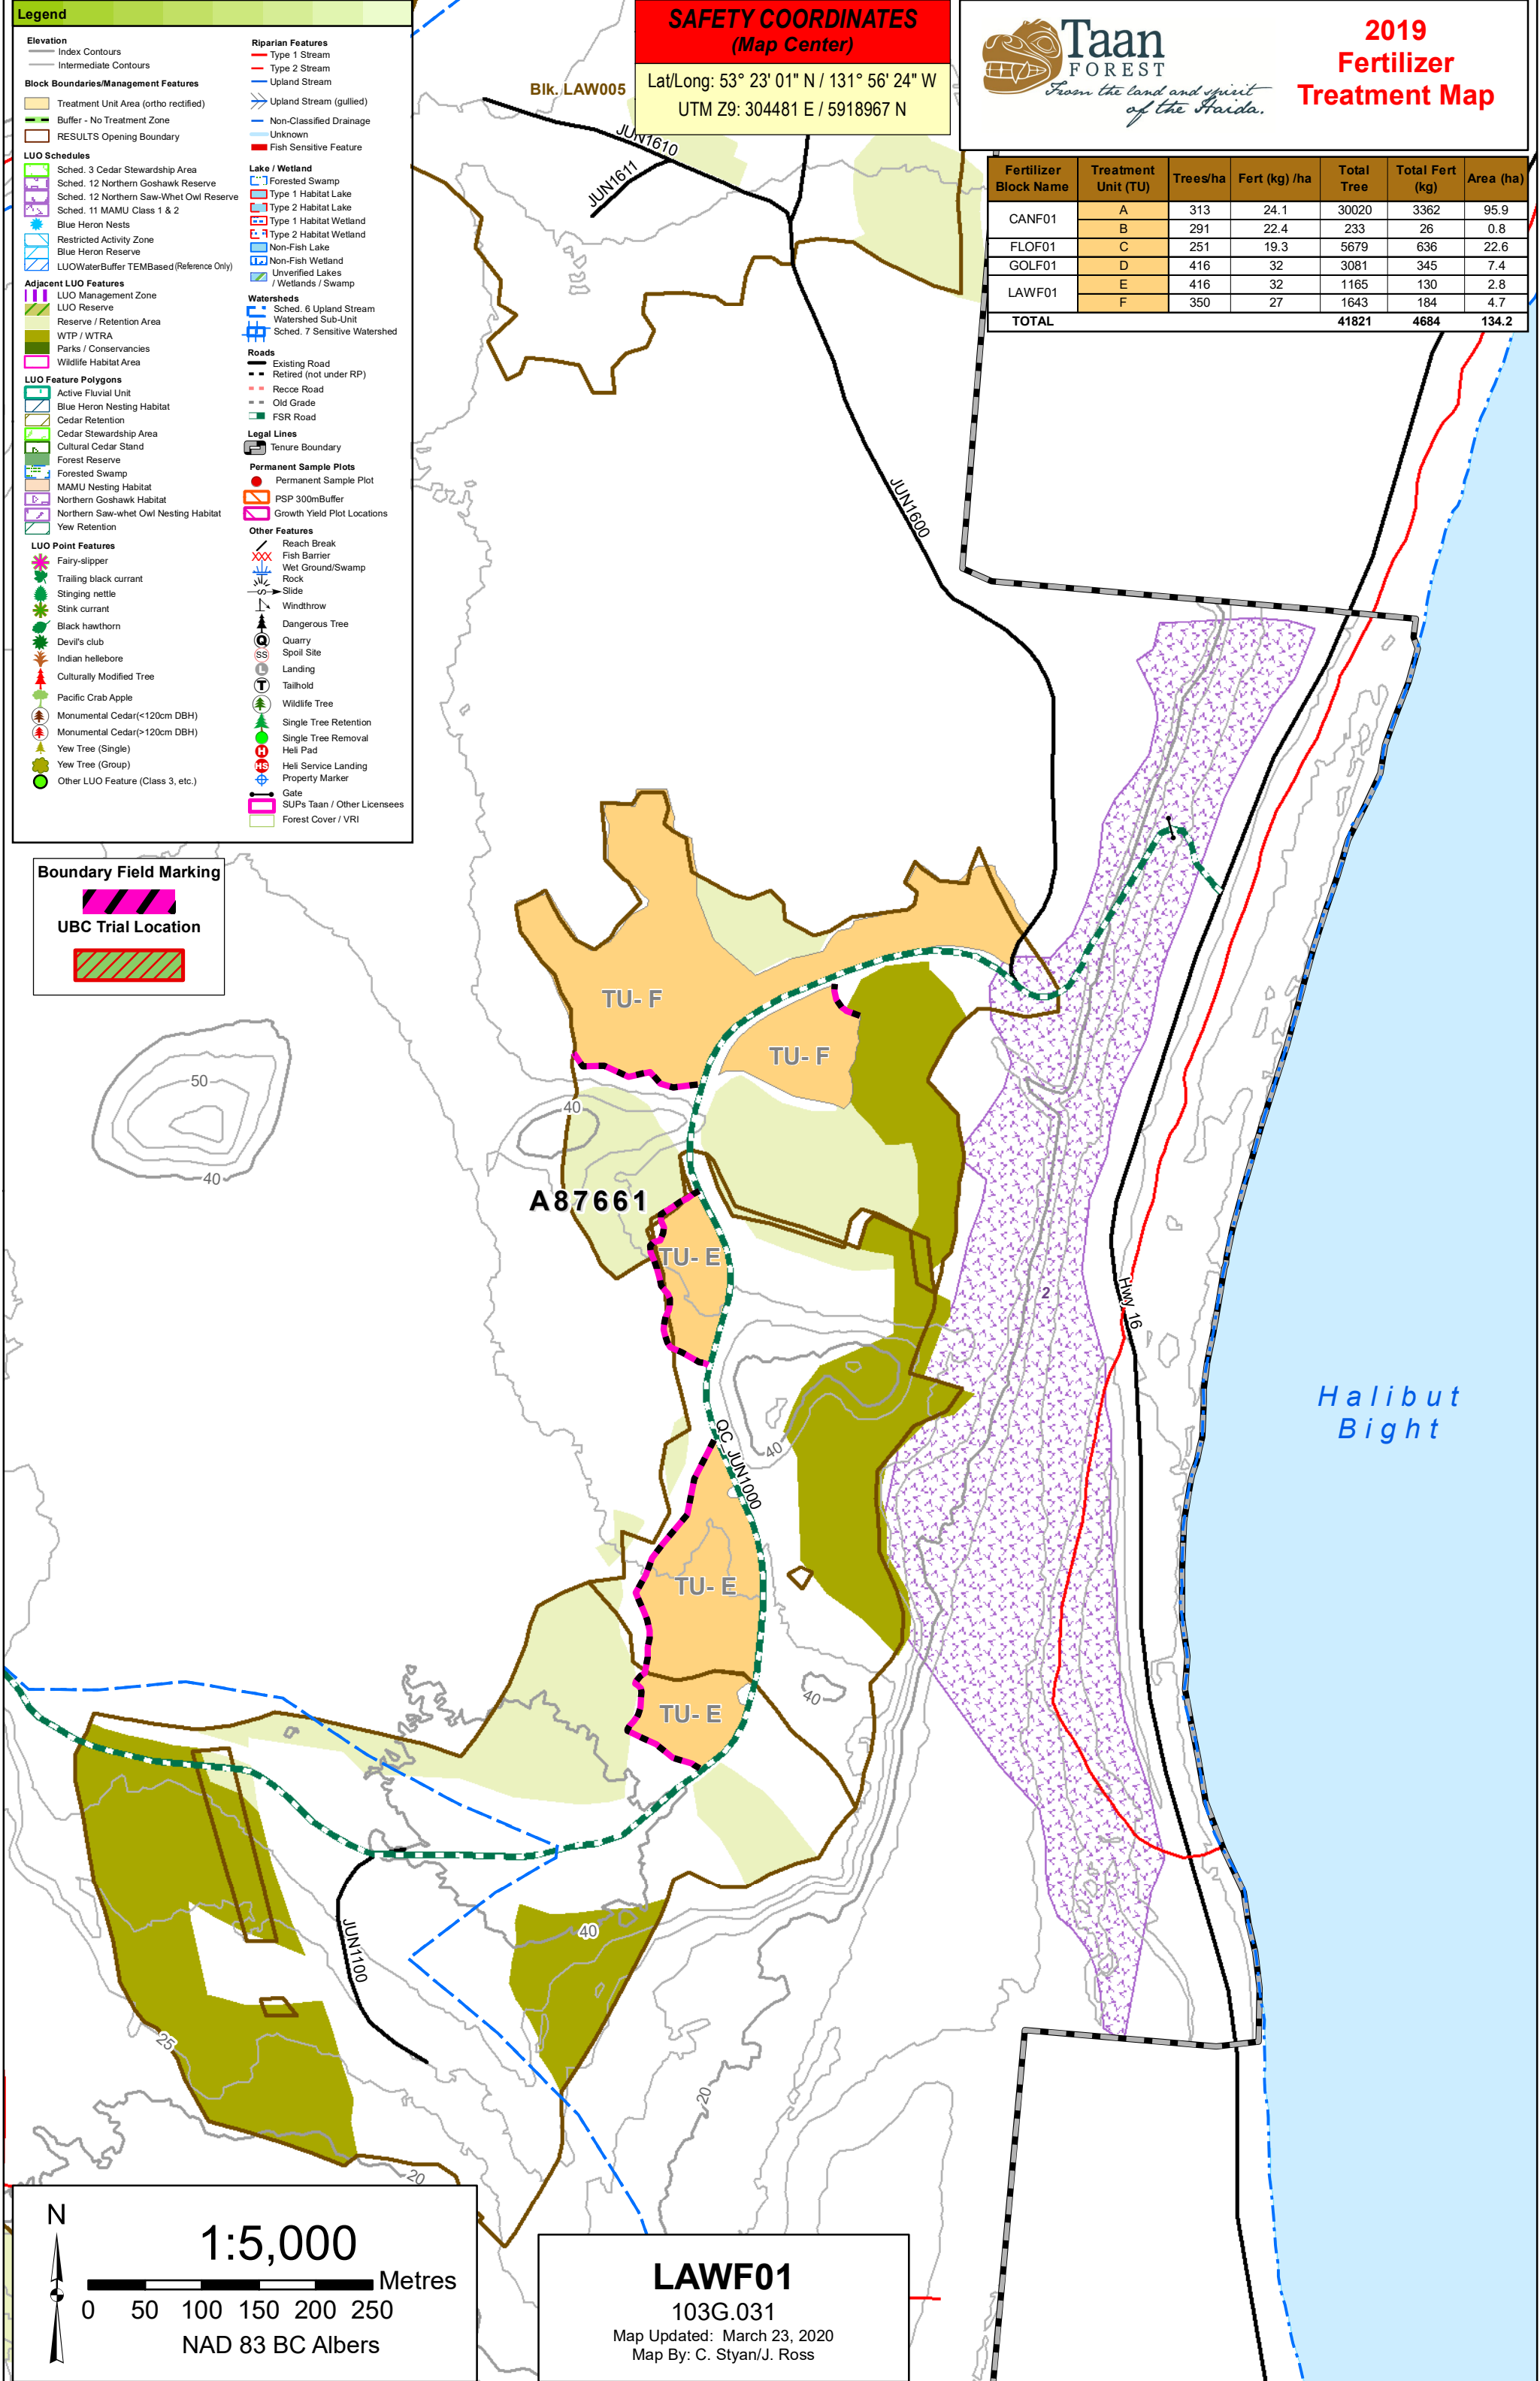 Legend
Elevation
Index Contours
Intermediate Contours
Block Boundaries/Management Features
Treatment Unit Area (ortho rectified)
Buffer - No Treatment Zone
RESULTS Opening Boundary
LUO Schedules
Sched. 3 Cedar Stewardship Area
Sched. 12 Northern Goshawk Reserve
Sched. 12 Northern Saw-Whet Owl Reserve
Sched. 11 MAMU Class 1 & 2
Blue Heron Nests
Restricted Activity Zone
Blue Heron Reserve
LUOWaterBuffer TEMBased (Reference Only)
Adjacent LUO Features
LUO Management Zone
LUO Reserve
Reserve / Retention Area
WTP / WTRA
Parks / Conservancies
Wildlife Habitat Area
LUO Feature Polygons
Active Fluvial Unit
Blue Heron Nesting Habitat
Cedar Retention
Cedar Stewardship Area
Cultural Cedar Stand
Forest Reserve
Forested Swamp
MAMU Nesting Habitat
Northern Goshawk Habitat
Northern Saw-whet Owl Nesting Habitat
Yew Retention
LUO Point Features
Fairy-slipper
Trailing black currant
Stinging nettle
Stink currant
Black hawthorn
Devil's club
Indian hellebore
Culturally Modified Tree
Pacific Crab Apple
Monumental Cedar(<120cm DBH)
Monumental Cedar(>120cm DBH)
Yew Tree (Single)
Yew Tree (Group)
Other LUO Feature (Class 3, etc.)
Riparian Features
Type 1 Stream
Type 2 Stream
Upland Stream
Upland Stream (gullied)
Non-Classified Drainage
Unknown
Fish Sensitive Feature
Lake / Wetland
Forested Swamp
Type 1 Habitat Lake
Type 2 Habitat Lake
Type 1 Habitat Wetland
Type 2 Habitat Wetland
Non-Fish Lake
Non-Fish Wetland
Unverified Lakes
/ Wetlands / Swamp
Watersheds
Sched. 6 Upland Stream
Watershed Sub-Unit
Sched. 7 Sensitive Watershed
Roads
Existing Road
Retired (not under RP)
Recce Road
Old Grade
FSR Road
Legal Lines
Tenure Boundary
Permanent Sample Plots
Permanent Sample Plot
PSP 300mBuffer
Growth Yield Plot Locations
Other Features
Reach Break
Fish Barrier
Wet Ground/Swamp
Rock
S Slide
Windthrow
Dangerous Tree
Q Quarry
SS Spoil Site
L Landing
T Tailhold
Wildlife Tree
Single Tree Retention
Single Tree Removal
H Heli Pad
HS Heli Service Landing
Property Marker
Gate
SUPs Taan / Other Licensees
Forest Cover / VRI
Boundary Field Marking
UBC Trial Location
SAFETY COORDINATES
(Map Center)
Lat/Long: 53° 23' 01" N / 131° 56' 24" W
UTM Z9: 304481 E / 5918967 N
Taan
FOREST
From the land and spirit
of the Haida.
2019
Fertilizer
Treatment Map
Fertilizer Block Name Treatment Unit (TU) Trees/ha Fert (kg) /ha Total Tree Total Fert (kg) Area (ha)
CANF01 A 313 24.1 30020 3362 95.9
B 291 22.4 233 26 0.8
FLOF01 C 251 19.3 5679 636 22.6
GOLF01 D 416 32 3081 345 7.4
LAWF01 E 416 32 1165 130 2.8
F 350 27 1643 184 4.7
TOTAL 41821 4684 134.2
Blk. LAW005
JUN1610
JUN1611
JUN1600
TU- F
TU- F
50
40
40
A87661
TU- E
2
Hwy 16
Halibut
Bight
40
QC_JUN1000
TU- E
40
TU- E
40
JUN1100
25
20
20
N
1:5,000
Metres
0 50 100 150 200 250
NAD 83 BC Albers
LAWF01
103G.031
Map Updated: March 23, 2020
Map By: C. Styan/J. Ross